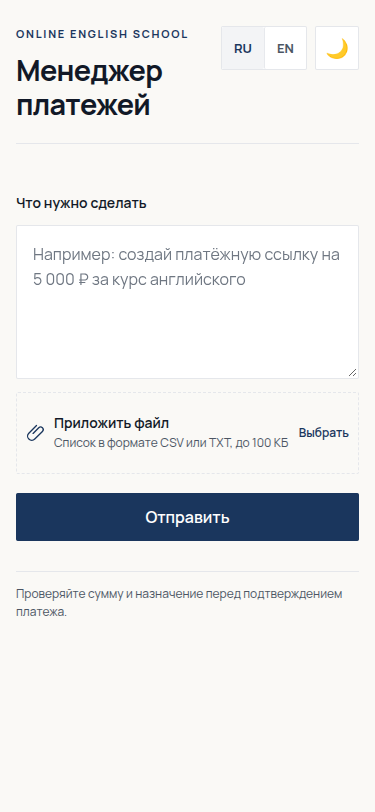 ONLINE ENGLISH SCHOOL
RU
EN
Менеджер
платежей
Что нужно сделать
Например: создай платёжную ссылку на
5 000 ₽ за курс английского
Приложить файл
Список в формате CSV или TXT, до 100 КБ
Выбрать
Отправить
Проверяйте сумму и назначение перед подтверждением
платежа.